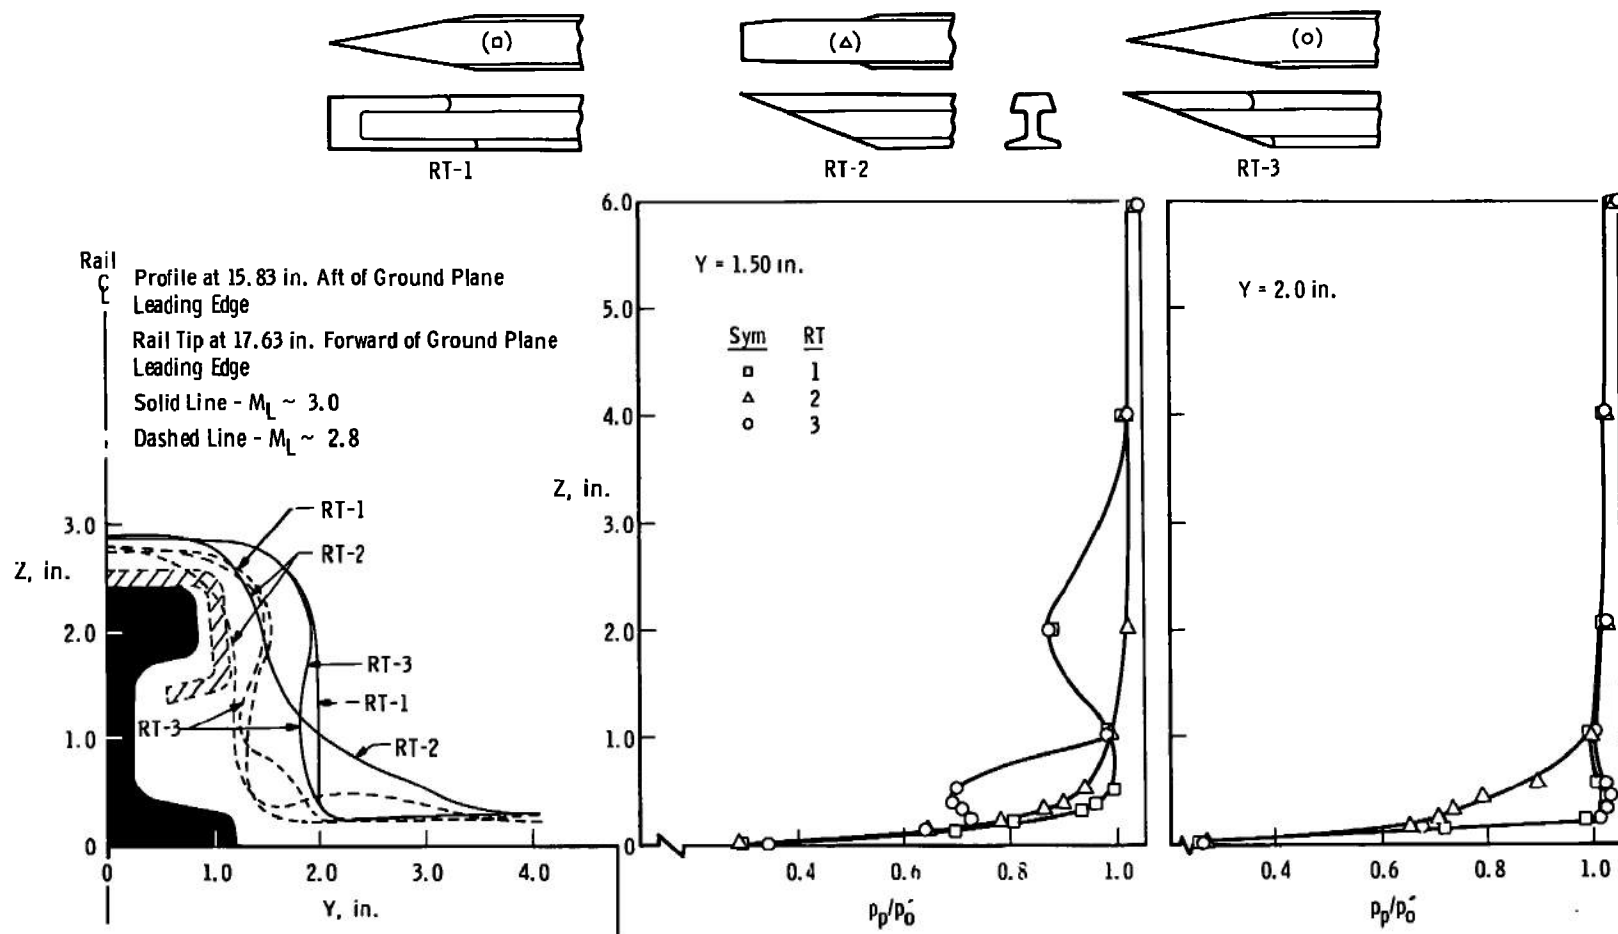 RT-1
RT-2
RT-3
Rail
C
L
Profile at 15.83 in. Aft of Ground Plane
Leading Edge
Rail Tip at 17.63 in. Forward of Ground Plane
Leading Edge
Solid Line - M_L ~ 3.0
Dashed Line - M_L ~ 2.8
Z, in.
3.0
2.0
1.0
0
RT-1
RT-2
RT-3
RT-1
RT-3
RT-2
0
1.0
2.0
3.0
4.0
Y, in.
Y = 1.50 in.
Sym RT
□ 1
△ 2
○ 3
Z, in.
6.0
5.0
4.0
3.0
2.0
1.0
0
0.4
0.6
0.8
1.0
p_p/p_o′
Y = 2.0 in.
0.4
0.6
0.8
1.0
p_p/p_o′